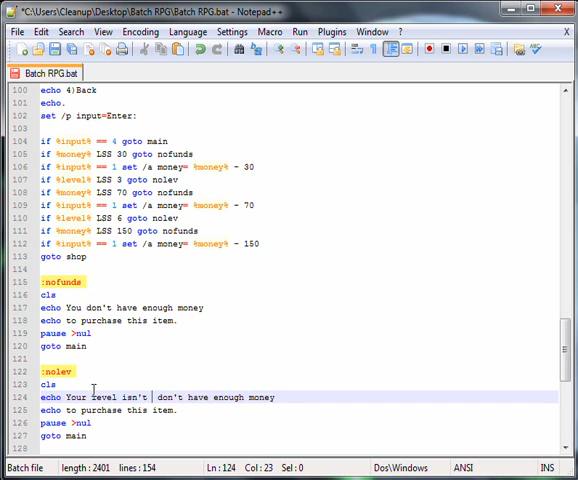 *C:\Users\Cleanup\Desktop\Batch RPG\Batch RPG.bat - Notepad++
File Edit Search View Encoding Language Settings Macro Run Plugins Window ? X
Batch RPG.bat
100 echo 4)Back
101 echo.
102 set /p input=Enter:
103
104 if %input% == 4 goto main
105 if %money% LSS 30 goto nofunds
106 if %input% == 1 set /a money= %money% - 30
107 if %level% LSS 3 goto nolev
108 if %money% LSS 70 goto nofunds
109 if %input% == 1 set /a money= %money% - 70
110 if %level% LSS 6 goto nolev
111 if %money% LSS 150 goto nofunds
112 if %input% == 1 set /a money= %money% - 150
113 goto shop
114
115 :nofunds
116 cls
117 echo You don't have enough money
118 echo to purchase this item.
119 pause >nul
120 goto main
121
122 :nolev
123 cls
124 echo Your level isn't don't have enough money
125 echo to purchase this item.
126 pause >nul
127 goto main
128
Batch file length : 2401 lines : 154 Ln : 124 Col : 23 Sel : 0 Dos\Windows ANSI INS